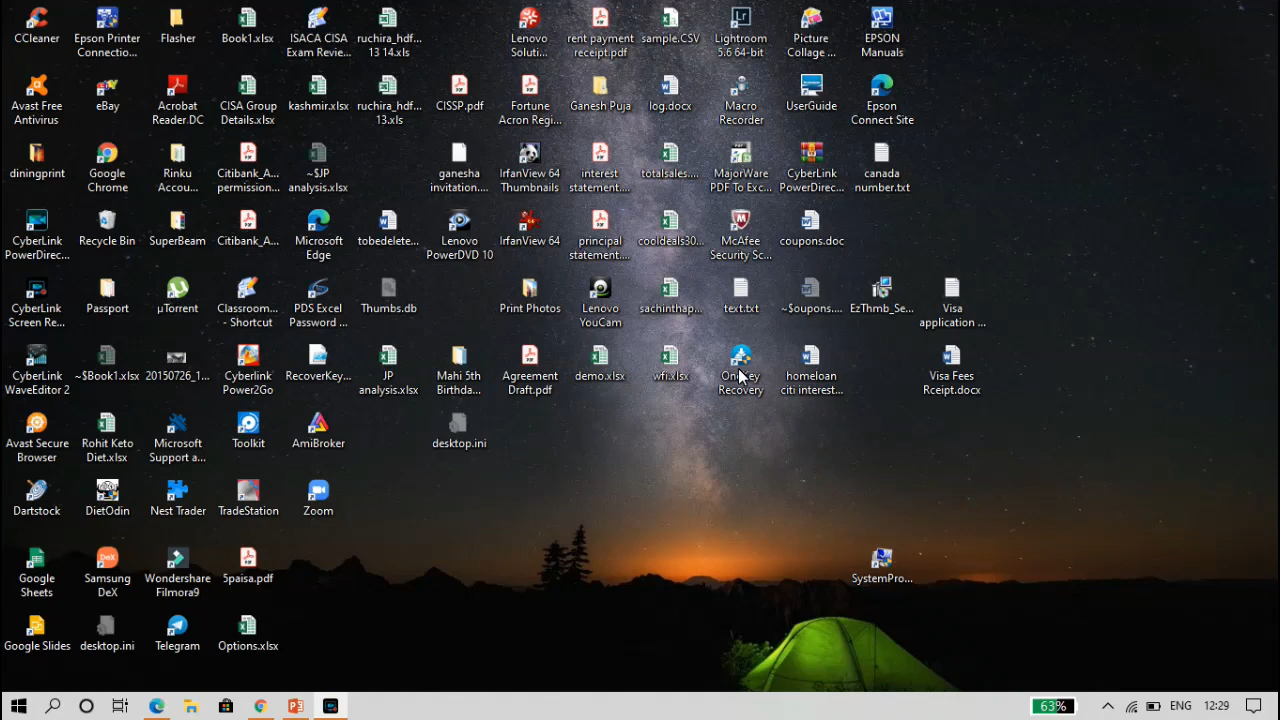 CCleaner
Epson Printer
Connectio...
Flasher
Book1.xlsx
ISACA CISA
Exam Revie...
ruchira_hdf...
13 14.xls
Lenovo
Soluti...
rent payment
receipt.pdf
sample.CSV
Lightroom
5.6 64-bit
Picture
Collage ...
EPSON
Manuals
Avast Free
Antivirus
eBay
Acrobat
Reader DC
CISA Group
Details.xlsx
kashmir.xlsx
ruchira_hdf...
13.xls
CISSP.pdf
Fortune
Acron Regi...
Ganesh Puja
log.docx
Macro
Recorder
UserGuide
Epson
Connect Site
diningprint
Google
Chrome
Rinku
Accou...
Citibank_A...
permission...
~$JP
analysis.xlsx
ganesha
invitation....
IrfanView 64
Thumbnails
interest
statement....
totalsales....
MajorWare
PDF To Exc...
CyberLink
PowerDirec...
canada
number.txt
CyberLink
PowerDirec...
Recycle Bin
SuperBeam
Citibank_A...
Microsoft
Edge
tobedelete...
Lenovo
PowerDVD 10
IrfanView 64
principal
statement....
cooldeals30...
McAfee
Security Sc...
coupons.doc
CyberLink
Screen Re...
Passport
µTorrent
Classroom...
- Shortcut
PDS Excel
Password ...
Thumbs.db
Print Photos
Lenovo
YouCam
sachinthap...
text.txt
~$oupons....
EzThmb_Se...
Visa
application ...
CyberLink
WaveEditor 2
~$Book1.xlsx
20150726_1...
Cyberlink
Power2Go
RecoverKey...
JP
analysis.xlsx
Mahi 5th
Birthda...
Agreement
Draft.pdf
demo.xlsx
wfi.xlsx
OneKey
Recovery
homeloan
citi interest...
Visa Fees
Rceipt.docx
Avast Secure
Browser
Rohit Keto
Diet.xlsx
Microsoft
Support a...
Toolkit
AmiBroker
desktop.ini
Dartstock
DietOdin
Nest Trader
TradeStation
Zoom
Google
Sheets
Samsung
DeX
Wondershare
Filmora9
5paisa.pdf
SystemPro...
Google Slides
desktop.ini
Telegram
Options.xlsx
63%
ENG
12:29